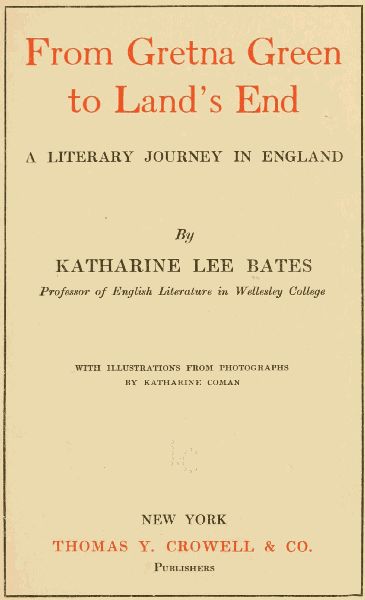 From Gretna Green
to Land's End
A LITERARY JOURNEY IN ENGLAND
By
KATHARINE LEE BATES
Professor of English Literature in Wellesley College
WITH ILLUSTRATIONS FROM PHOTOGRAPHS
BY KATHARINE COMAN
NEW YORK
THOMAS Y. CROWELL & CO.
PUBLISHERS